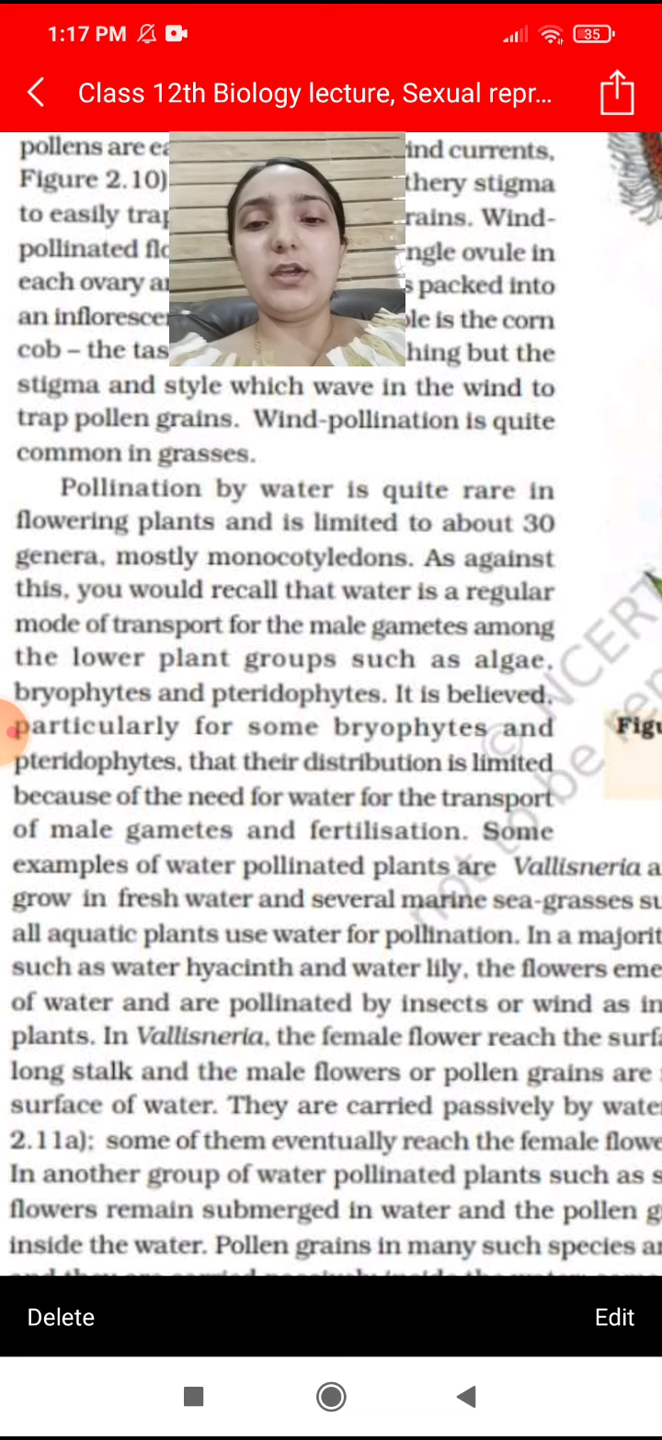 1:17 PM
35
Class 12th Biology lecture, Sexual repr...
pollens are ind currents,
Figure 2.10) thery stigma
to easily rains. Wind-
pollinated ngle ovule in
each ovary packed into
an is the corn
cob – the hing but the
stigma and style which wave in the wind to
trap pollen grains. Wind-pollination is quite
common in grasses.
Pollination by water is quite rare in
flowering plants and is limited to about 30
genera, mostly monocotyledons. As against
this, you would recall that water is a regular
mode of transport for the male gametes among
the lower plant groups such as algae,
bryophytes and pteridophytes. It is believed,
particularly for some bryophytes and
pteridophytes, that their distribution is limited
because of the need for water for the transport
of male gametes and fertilisation. Some
examples of water pollinated plants are Vallisneria a
grow in fresh water and several marine sea-grasses su
all aquatic plants use water for pollination. In a majorit
such as water hyacinth and water lily, the flowers eme
of water and are pollinated by insects or wind as in
plants. In Vallisneria, the female flower reach the surfa
long stalk and the male flowers or pollen grains are
surface of water. They are carried passively by wate
2.11a); some of them eventually reach the female flowe
In another group of water pollinated plants such as s
flowers remain submerged in water and the pollen g
inside the water. Pollen grains in many such species a
Figu
© NCERT
not to be rep
Delete
Edit